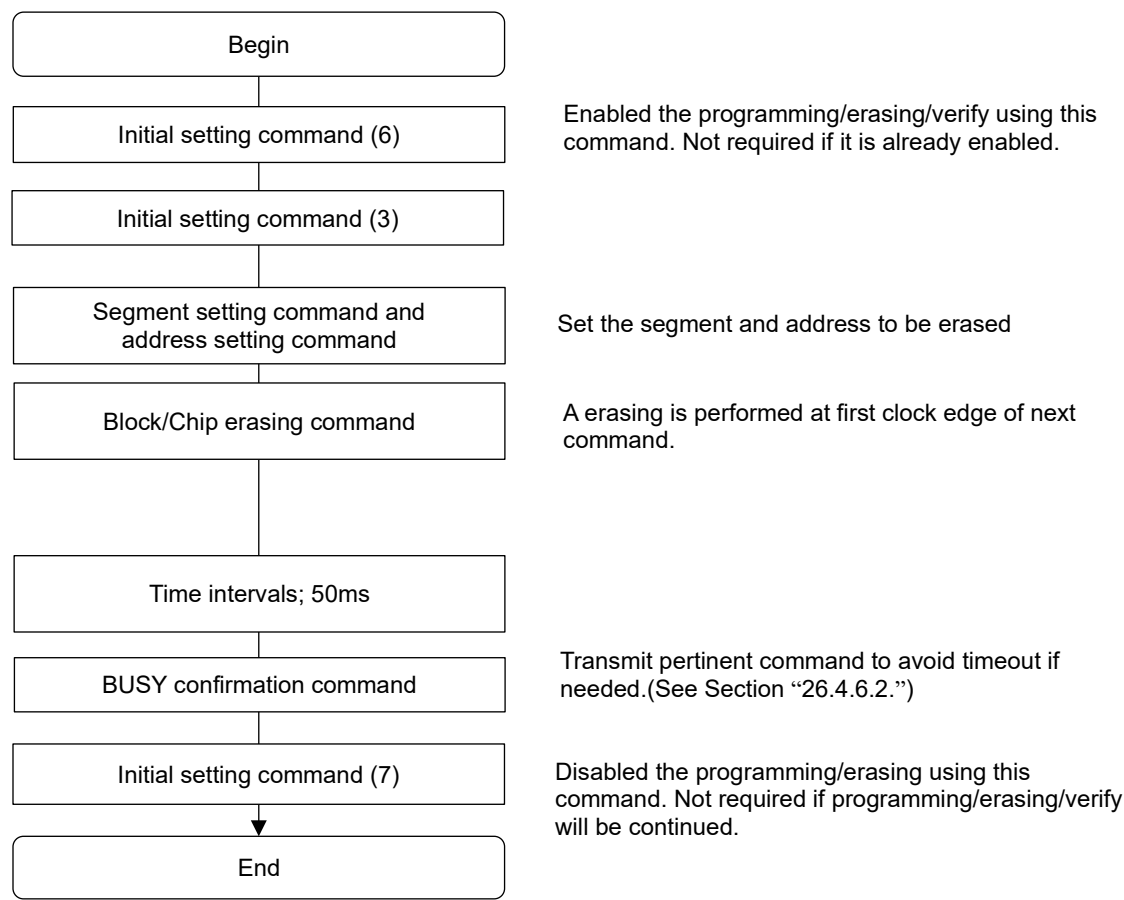 Begin
Initial setting command (6)
Enabled the programming/erasing/verify using this
command. Not required if it is already enabled.
Initial setting command (3)
Segment setting command and
address setting command
Set the segment and address to be erased
Block/Chip erasing command
A erasing is performed at first clock edge of next
command.
Time intervals; 50ms
BUSY confirmation command
Transmit pertinent command to avoid timeout if
needed.(See Section “26.4.6.2.”)
Initial setting command (7)
Disabled the programming/erasing using this
command. Not required if programming/erasing/verify
will be continued.
End